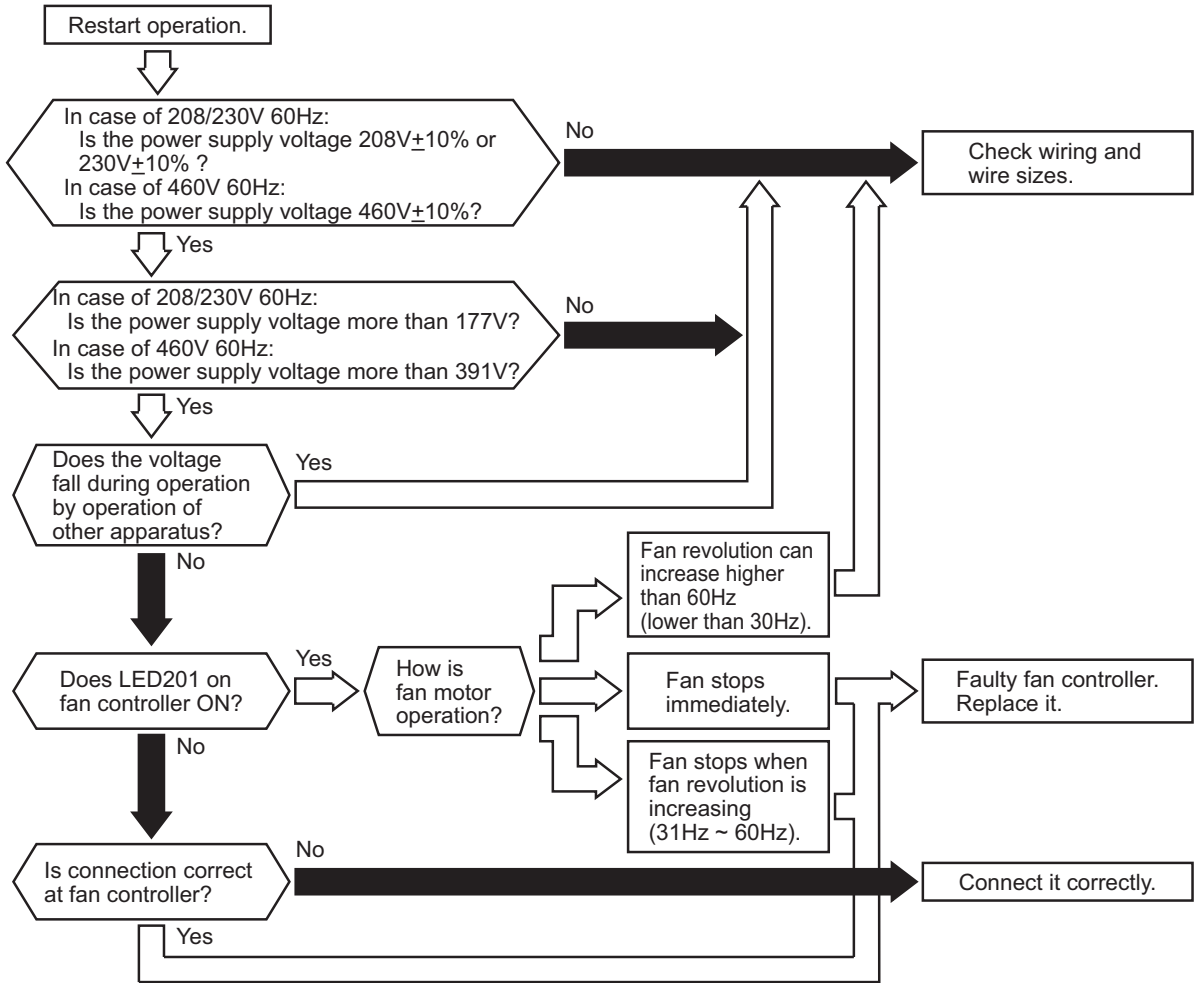 Restart operation.
In case of 208/230V 60Hz:
Is the power supply voltage 208V±10% or
230V±10% ?
In case of 460V 60Hz:
Is the power supply voltage 460V±10%?
No
Check wiring and
wire sizes.
Yes
In case of 208/230V 60Hz:
Is the power supply voltage more than 177V?
In case of 460V 60Hz:
Is the power supply voltage more than 391V?
No
Yes
Does the voltage
fall during operation
by operation of
other apparatus?
Yes
No
Fan revolution can
increase higher
than 60Hz
(lower than 30Hz).
Does LED201 on
fan controller ON?
Yes
How is
fan motor
operation?
Fan stops
immediately.
Faulty fan controller.
Replace it.
No
Fan stops when
fan revolution is
increasing
(31Hz ~ 60Hz).
Is connection correct
at fan controller?
No
Connect it correctly.
Yes